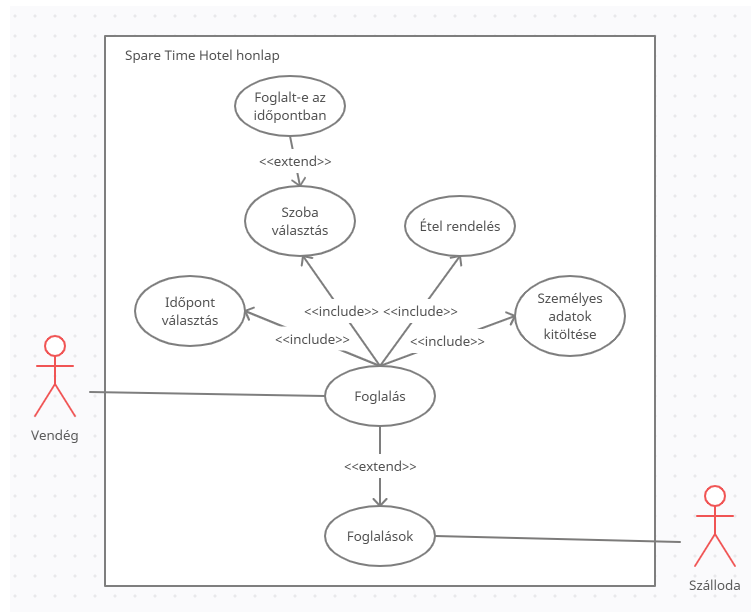 Spare Time Hotel honlap
Foglalt-e az
időpontban
<<extend>>
Szoba
választás
Étel rendelés
Időpont
választás
Személyes
adatok
kitöltése
<<include>>
<<include>>
<<include>>
<<include>>
Foglalás
Vendég
<<extend>>
Foglalások
Szálloda